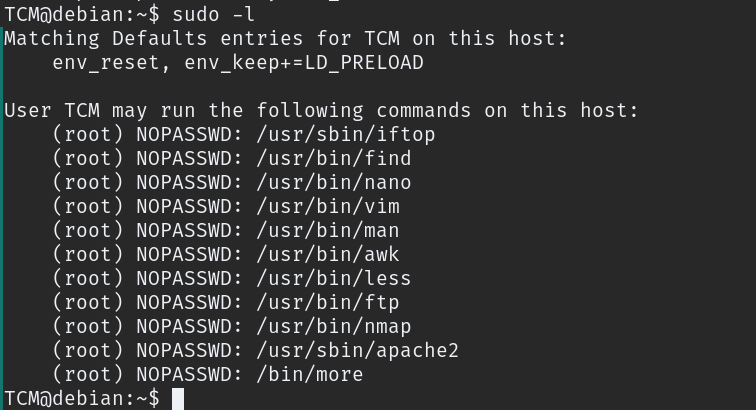 TCM@debian:~$ sudo -l
Matching Defaults entries for TCM on this host:
    env_reset, env_keep+=LD_PRELOAD

User TCM may run the following commands on this host:
    (root) NOPASSWD: /usr/sbin/iftop
    (root) NOPASSWD: /usr/bin/find
    (root) NOPASSWD: /usr/bin/nano
    (root) NOPASSWD: /usr/bin/vim
    (root) NOPASSWD: /usr/bin/man
    (root) NOPASSWD: /usr/bin/awk
    (root) NOPASSWD: /usr/bin/less
    (root) NOPASSWD: /usr/bin/ftp
    (root) NOPASSWD: /usr/bin/nmap
    (root) NOPASSWD: /usr/sbin/apache2
    (root) NOPASSWD: /bin/more
TCM@debian:~$